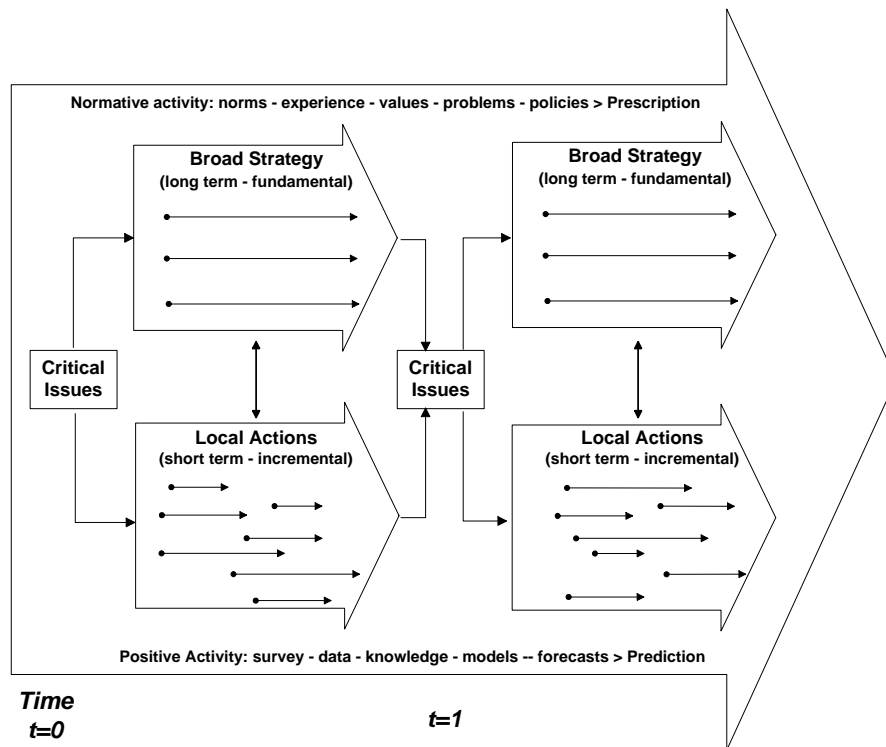 Normative activity: norms - experience - values - problems - policies > Prescription
Broad Strategy
(long term - fundamental)
Broad Strategy
(long term - fundamental)
Critical
Issues
Critical
Issues
Local Actions
(short term - incremental)
Local Actions
(short term - incremental)
Positive Activity: survey - data - knowledge - models -- forecasts > Prediction
Time
t=0
t=1